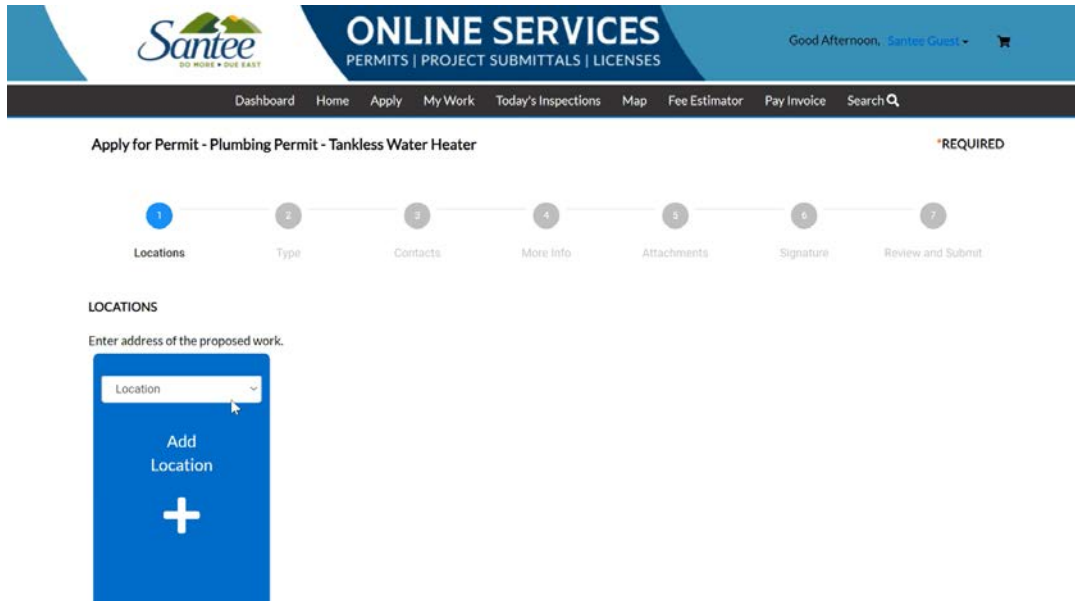 Santee
DO MORE • DUE EAST
ONLINE SERVICES
PERMITS | PROJECT SUBMITTALS | LICENSES
Good Afternoon, Santee Guest
Dashboard Home Apply My Work Today's Inspections Map Fee Estimator Pay Invoice Search
Apply for Permit - Plumbing Permit - Tankless Water Heater
*REQUIRED
1 2 3 4 5 6 7
Locations Type Contacts More Info Attachments Signature Review and Submit
LOCATIONS
Enter address of the proposed work.
Location
Add
Location